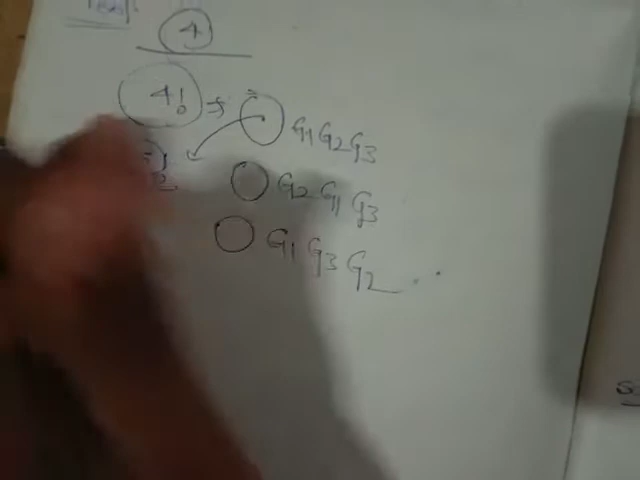 4
4! →
G1 G2 G3
G2 G1 G3
G1 G3 G2 ..